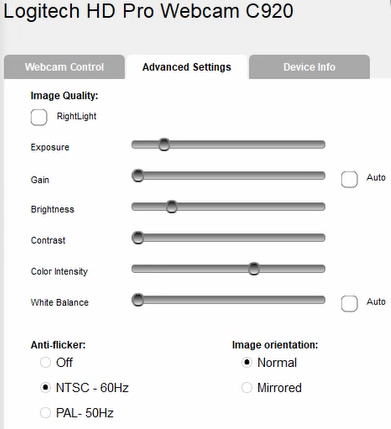 Logitech HD Pro Webcam C920
Webcam Control Advanced Settings Device Info
Image Quality:
RightLight
Exposure
Gain Auto
Brightness
Contrast
Color Intensity
White Balance Auto
Anti-flicker: Image orientation:
Off Normal
NTSC - 60Hz Mirrored
PAL- 50Hz